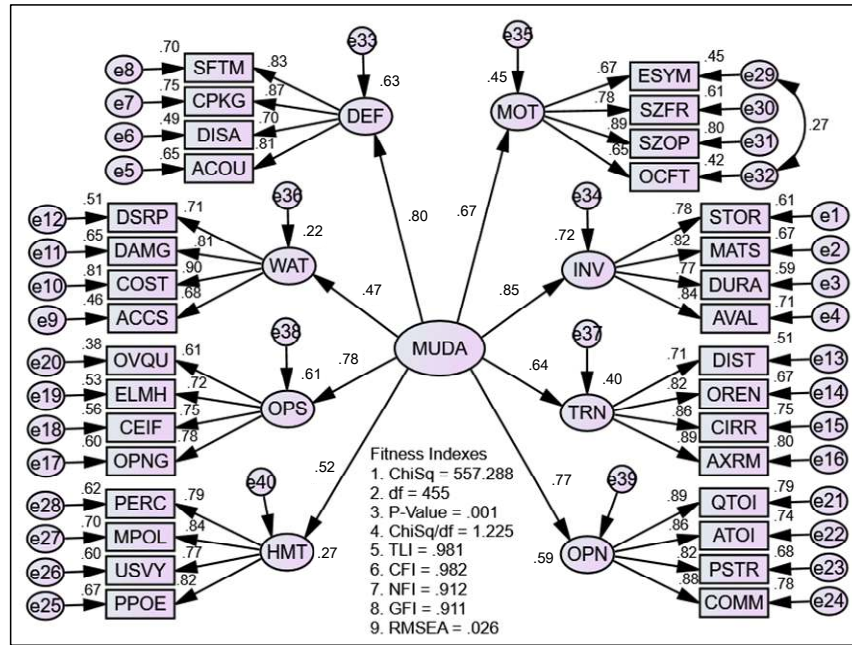 e33
e35
.70
e8
SFTM
.83
.75
e7
CPKG
.87
.49
e6
DISA
.70
.65
e5
ACOU
.81
DEF
.63
.45
MOT
.67
ESYM
.45
e29
.78
SZFR
.61
e30
.89
SZOP
.80
e31
.65
OCFT
.42
e32
.27
.80
.67
e36
e34
.51
e12
DSRP
.71
.65
e11
DAMG
.81
.81
e10
COST
.90
.46
e9
ACCS
.68
WAT
.22
.47
.72
INV
.85
.78
STOR
.61
e1
.82
MATS
.67
e2
.77
DURA
.59
e3
.84
AVAL
.71
e4
MUDA
e38
e37
.38
e20
OVQU
.61
.53
e19
ELMH
.72
.56
e18
CEIF
.75
.60
e17
OPNG
.78
OPS
.61
.78
.64
TRN
.40
.71
DIST
.51
e13
.82
OREN
.67
e14
.86
CIRR
.75
e15
.89
AXRM
.80
e16
.52
.77
e40
e39
.62
e28
PERC
.79
.70
e27
MPOL
.84
.60
e26
USVY
.77
.67
e25
PPOE
.82
HMT
.27
Fitness Indexes
1. ChiSq = 557.288
2. df = 455
3. P-Value = .001
4. ChiSq/df = 1.225
5. TLI = .981
6. CFI = .982
7. NFI = .912
8. GFI = .911
9. RMSEA = .026
.59
OPN
.89
QTOI
.79
e21
.86
ATOI
.74
e22
.82
PSTR
.68
e23
.88
COMM
.78
e24